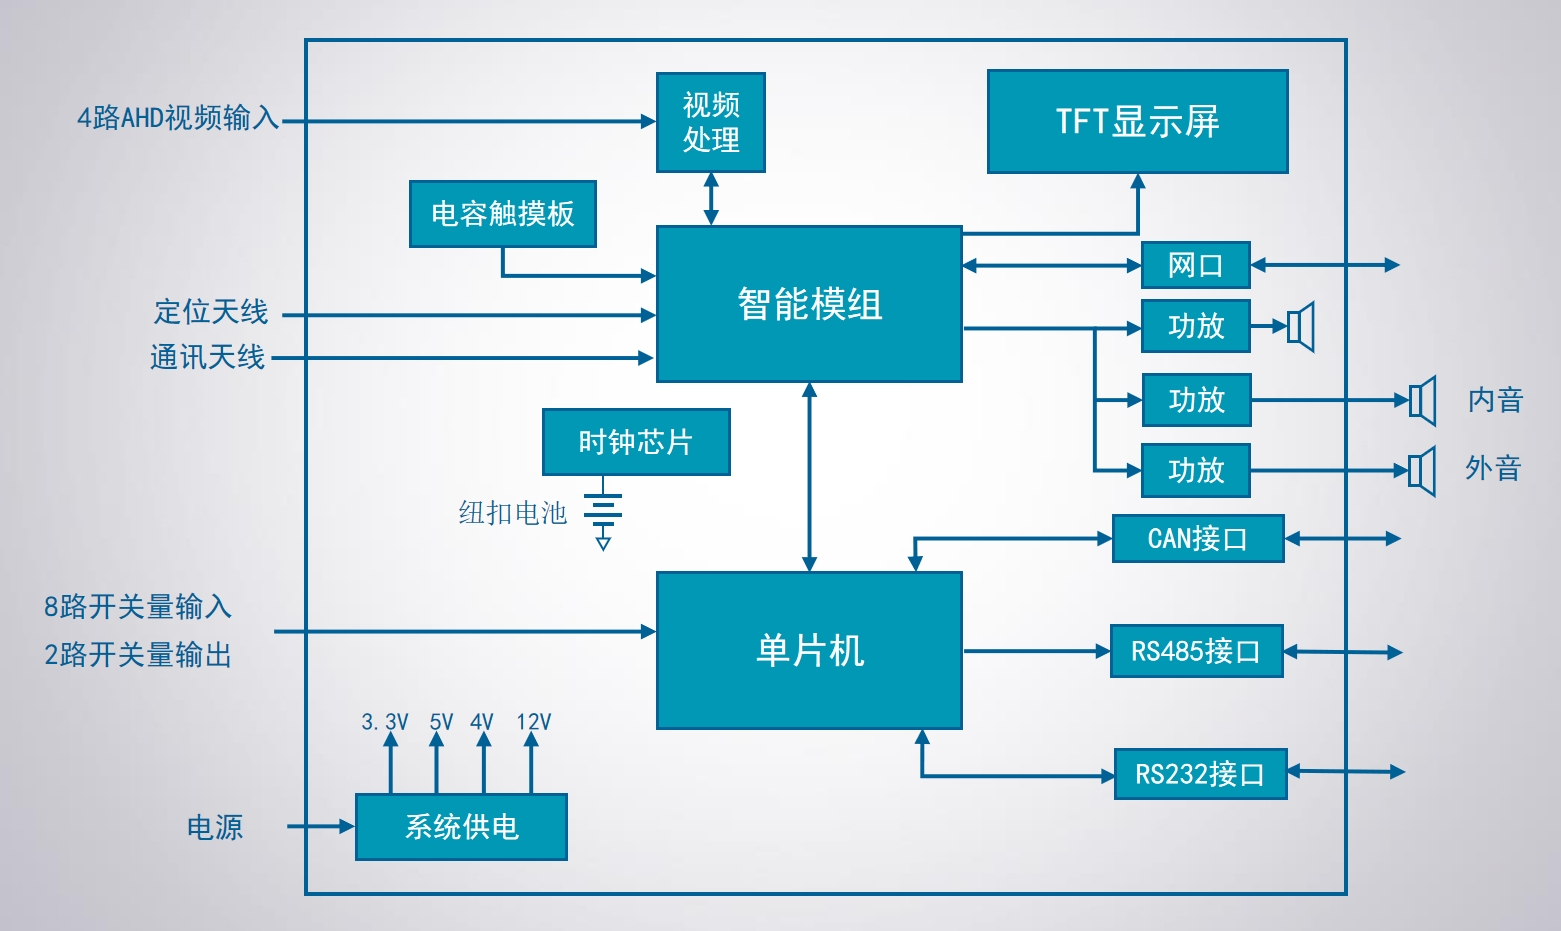 4路AHD视频输入
视频
处理
TFT显示屏
电容触摸板
智能模组
网口
定位天线
功放
通讯天线
功放
内音
时钟芯片
功放
外音
纽扣电池
CAN接口
8路开关量输入
2路开关量输出
单片机
RS485接口
3.3V 5V 4V 12V
RS232接口
电源
系统供电